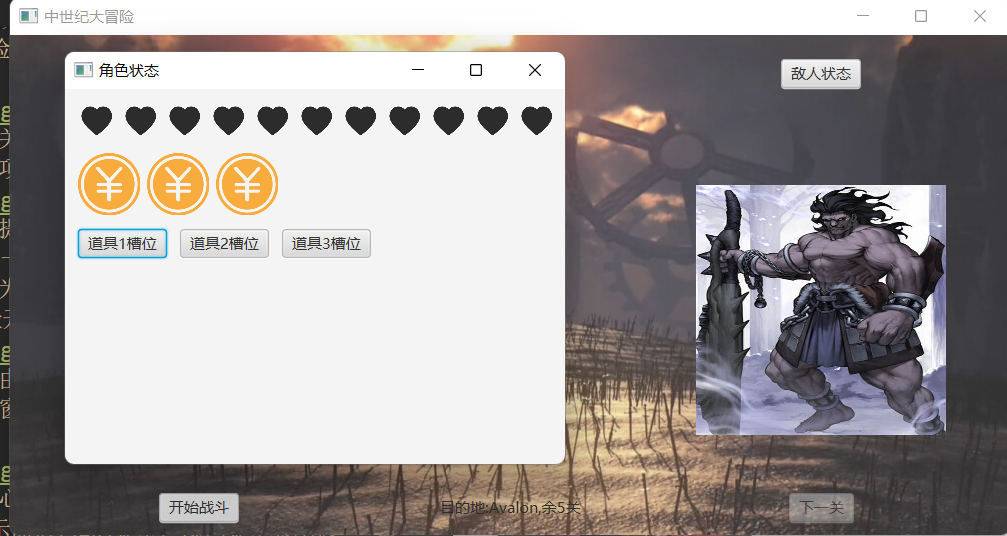 中世纪大冒险
角色状态
敌人状态
¥ ¥ ¥
道具1槽位 道具2槽位 道具3槽位
开始战斗 目的地:Avalon,余5关 下一关